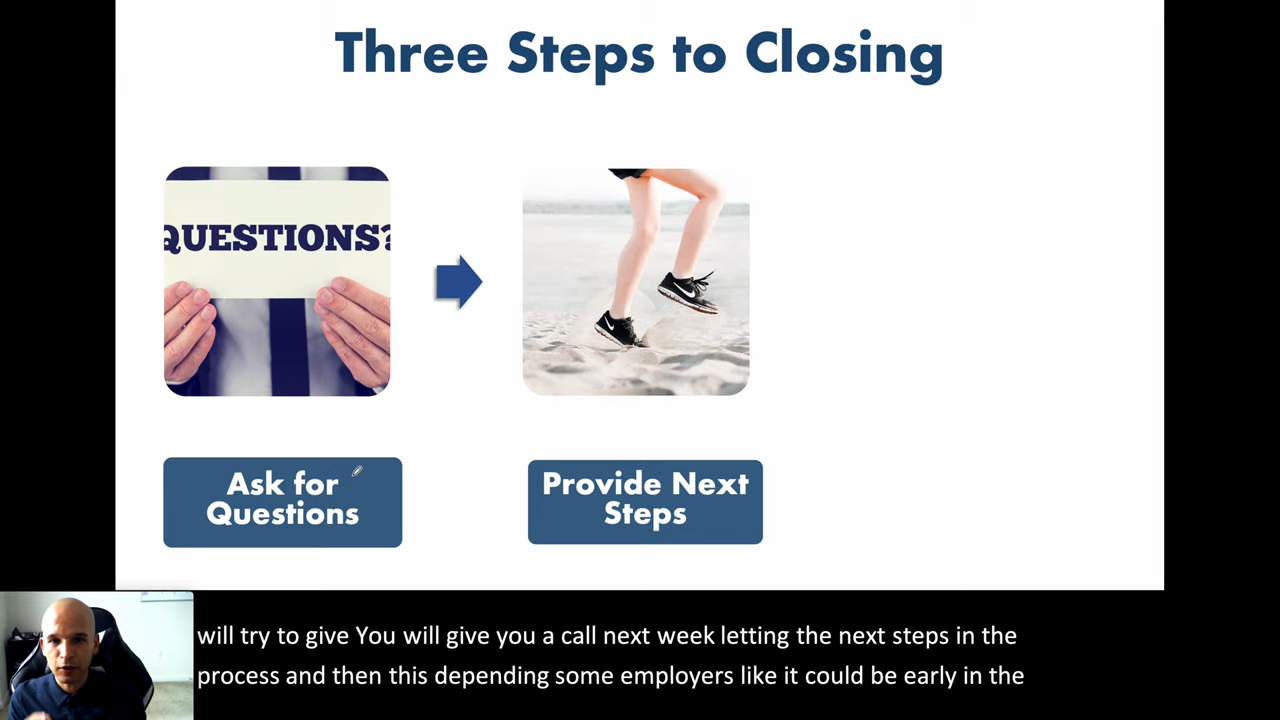 Three Steps to Closing
QUESTIONS?
Ask for
Questions
Provide Next
Steps
will try to give You will give you a call next week letting the next steps in the
process and then this depending some employers like it could be early in the